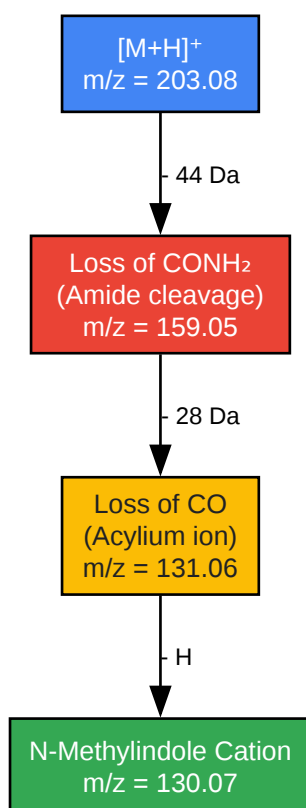 [M+H]⁺
m/z = 203.08
- 44 Da
Loss of CONH₂
(Amide cleavage)
m/z = 159.05
- 28 Da
Loss of CO
(Acylium ion)
m/z = 131.06
- H
N-Methylindole Cation
m/z = 130.07